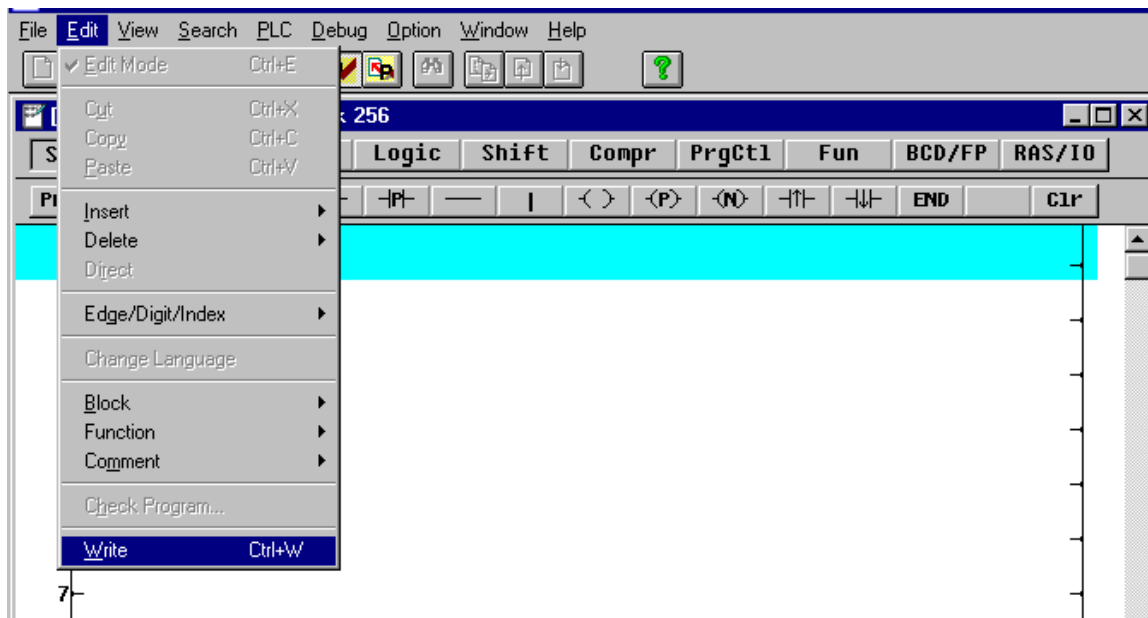 File Edit View Search PLC Debug Option Window Help
Edit Mode Ctrl+E
Cut Ctrl+X
256
Copy Ctrl+C
Logic Shift Compr PrgCtl Fun BCD/FP RAS/IO
Paste Ctrl+V
Insert
P N END Clr
Delete
Direct
Edge/Digit/Index
Change Language
Block
Function
Comment
Check Program...
Write Ctrl+W
7